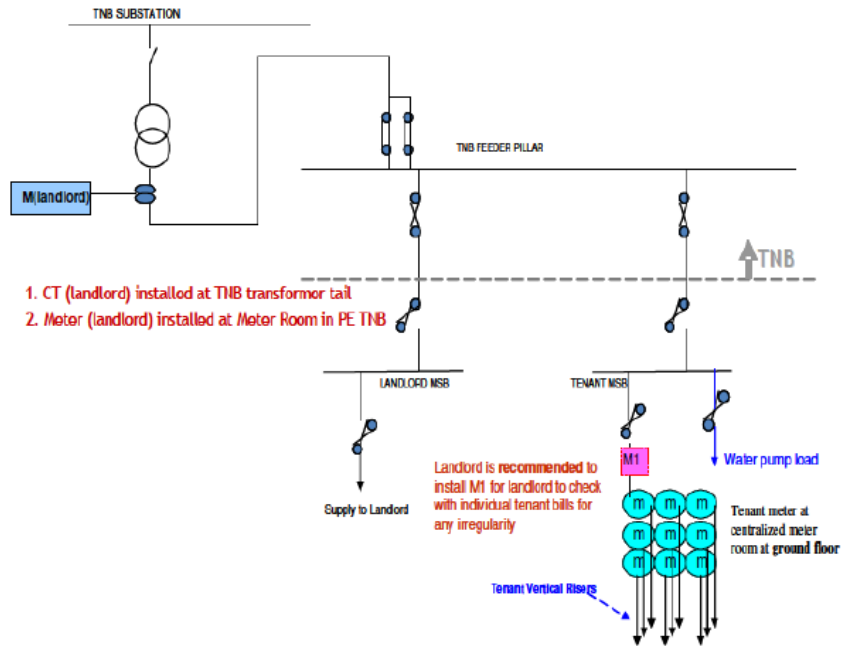 TNB SUBSTATION
TNB FEEDER PILLAR
M(landlord)
TNB
1. CT (landlord) installed at TNB transformor tail
2. Meter (landlord) installed at Meter Room in PE TNB
LANDLORD MSB
TENANT MSB
M1
Water pump load
Landlord is recommended to
install M1 for landlord to check
with individual tenant bills for
any irregularity
Supply to Landlord
m m m
m m m
m m m
Tenant meter at
centralized meter
room at ground floor
Tenant Vertical Risers